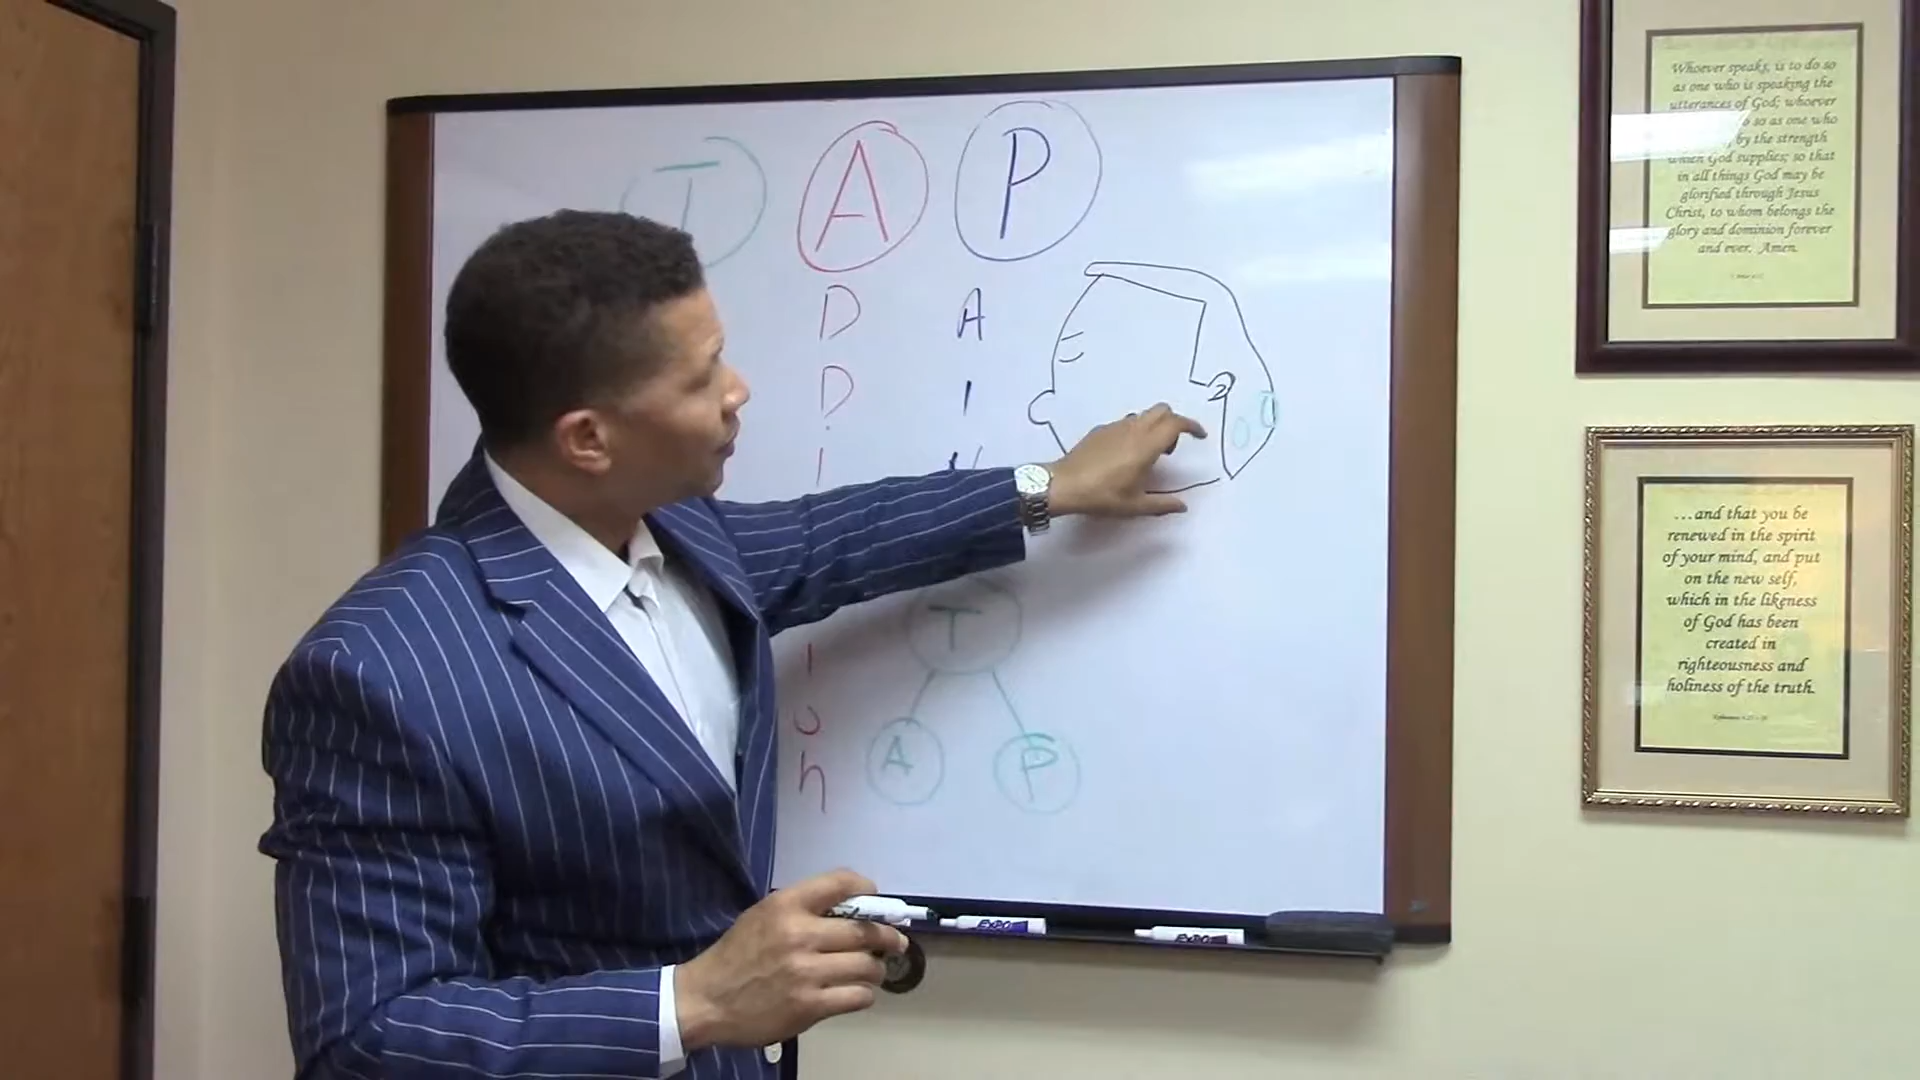 T A P
D A
D I
I
I
O
n
T
A P
EXPO
EXPO
Whoever speaks, is to do so
as one who is speaking the
utterances of God; whoever
so as one who
by the strength
which God supplies; so that
in all things God may be
glorified through Jesus
Christ, to whom belongs the
glory and dominion forever
and ever. Amen.
...and that you be
renewed in the spirit
of your mind, and put
on the new self,
which in the likeness
of God has been
created in
righteousness and
holiness of the truth.